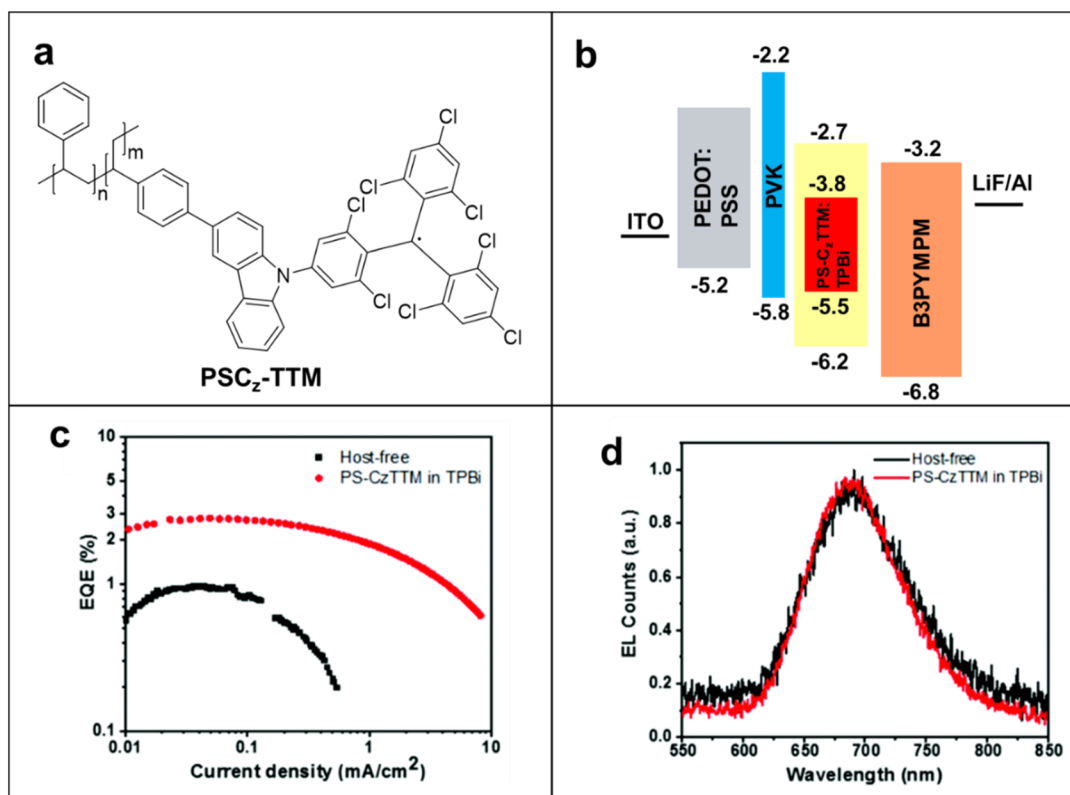 a
Cl
Cl
Cl
Cl
Cl
Cl
Cl
Cl
N
m
n
PSCz-TTM
b
-2.2
-2.7
-3.2
-3.8
LiF/Al
ITO
PEDOT:
PSS
PVK
PS-CzTTM:
TPBi
B3PYMPM
-5.2
-5.8
-5.5
-6.2
-6.8
c
Host-free
PS-CzTTM in TPBi
EQE (%)
10
5
3
2
1
0.1
0.01 0.1 1 10
Current density (mA/cm²)
d
Host-free
PS-CzTTM in TPBi
EL Counts (a.u.)
1.0
0.8
0.6
0.4
0.2
0.0
550 600 650 700 750 800 850
Wavelength (nm)